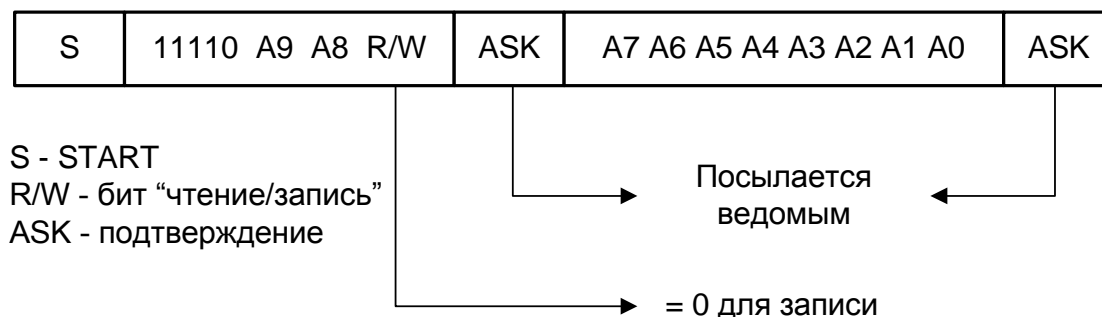 S 11110 A9 A8 R/W ASK A7 A6 A5 A4 A3 A2 A1 A0 ASK
S - START
R/W - бит “чтение/запись”
ASK - подтверждение
Посылается
ведомым
= 0 для записи